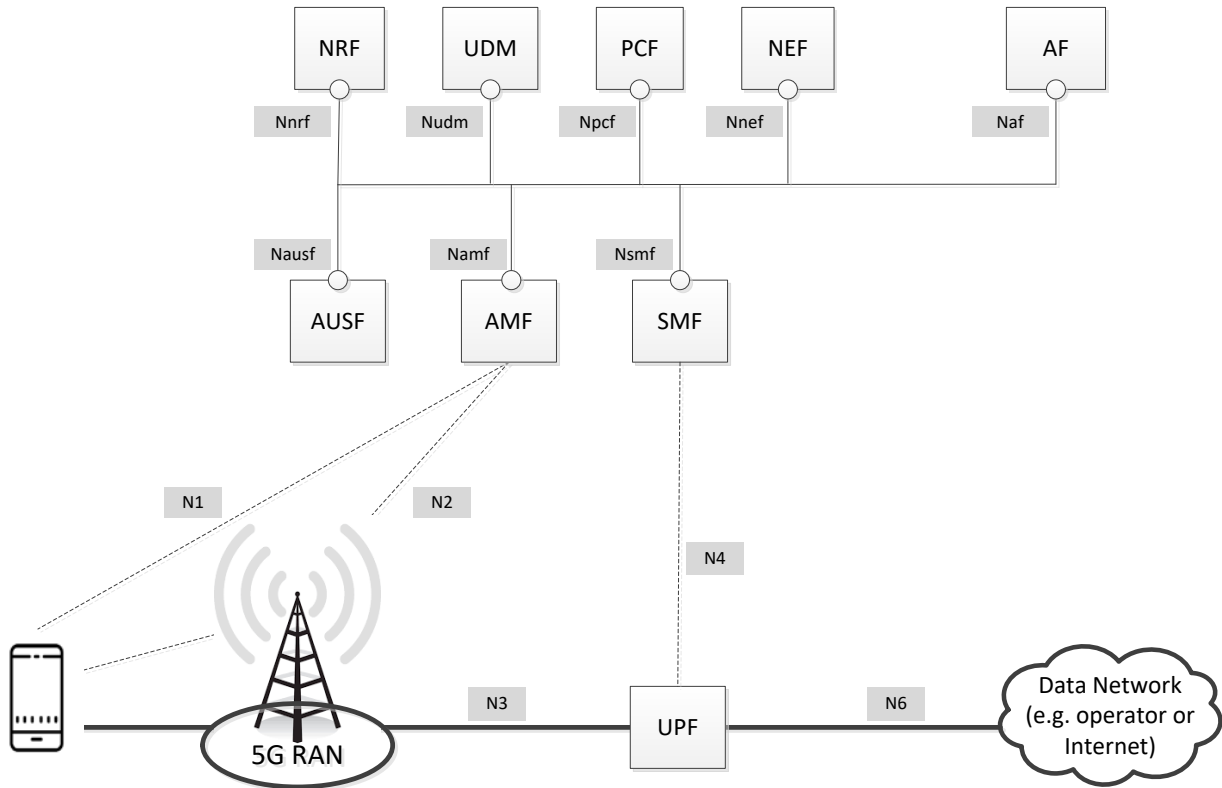 NRF
UDM
PCF
NEF
AF
Nnrf
Nudm
Npcf
Nnef
Naf
Nausf
Namf
Nsmf
AUSF
AMF
SMF
N1
N2
N4
N3
N6
5G RAN
UPF
Data Network
(e.g. operator or
Internet)